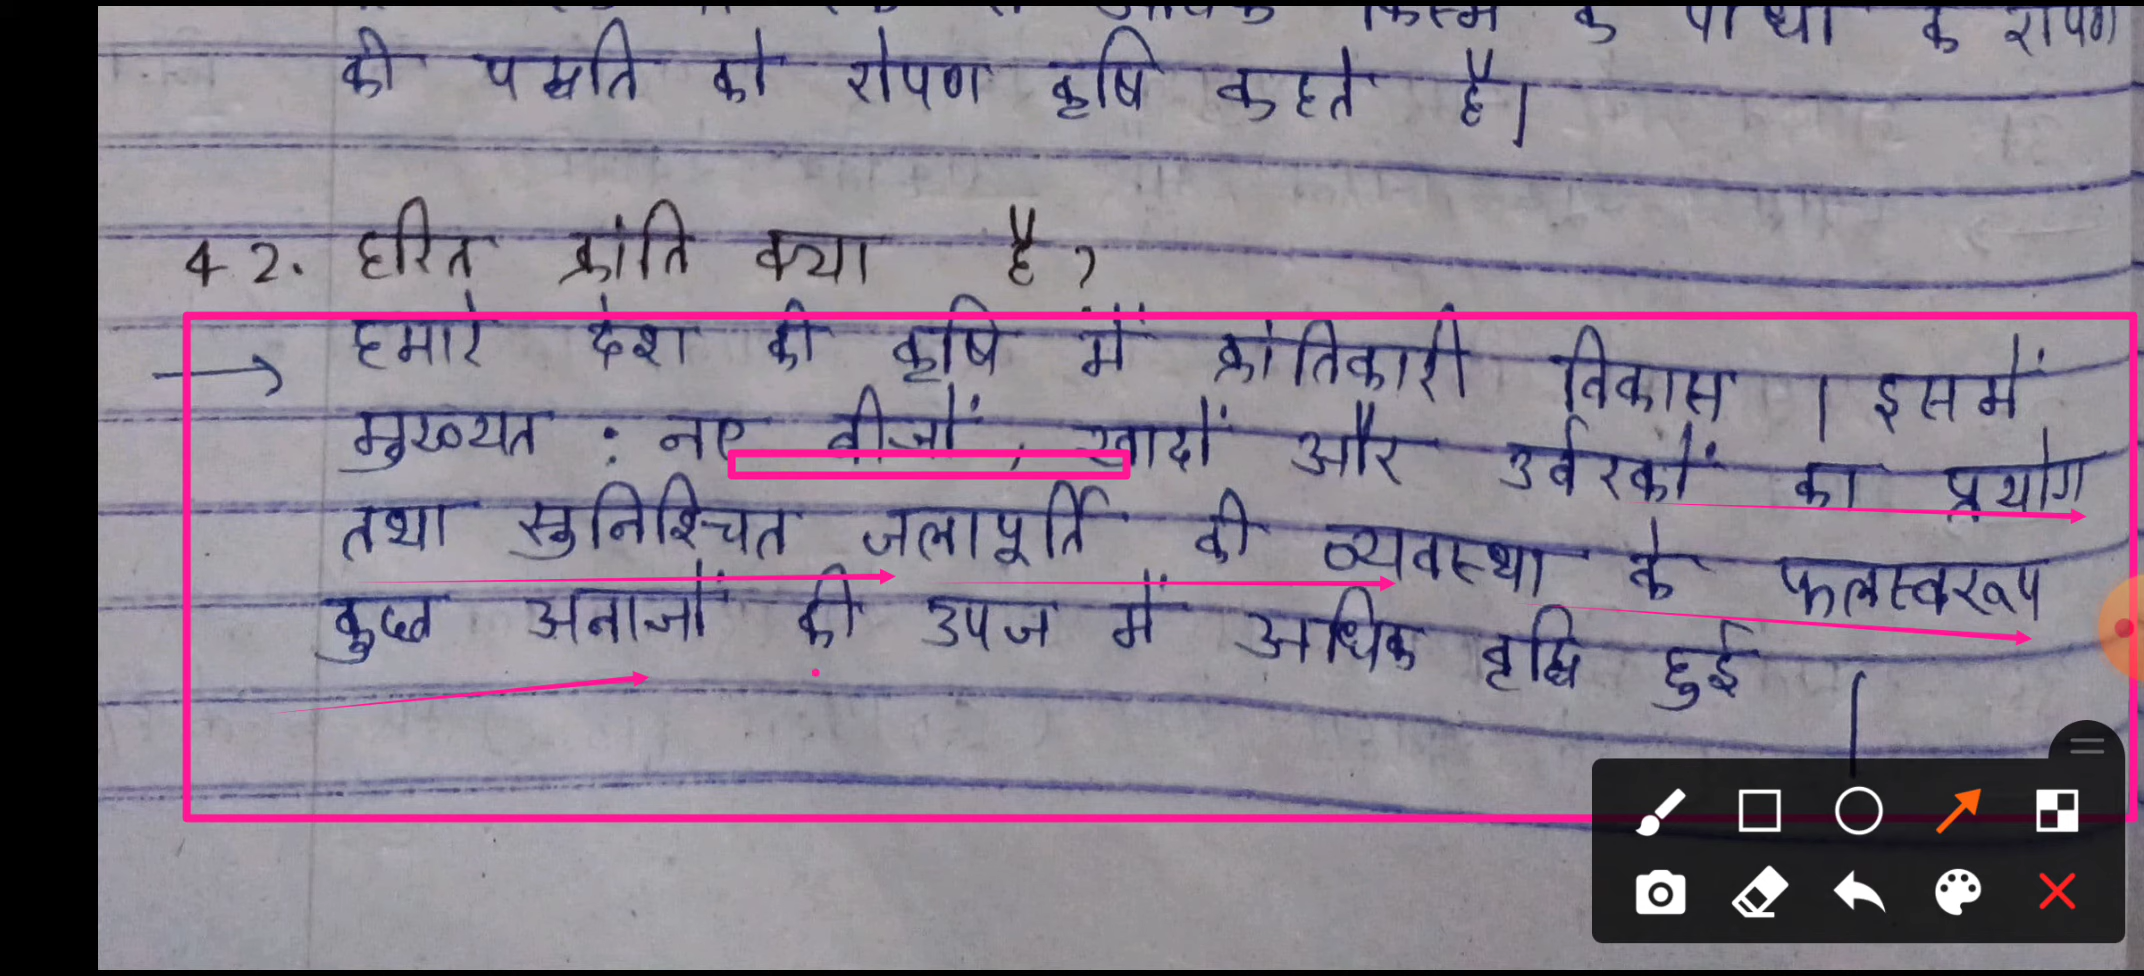 किस्म के पौधों के रोपण
की पद्धति को रोपण कृषि कहते हैं।
42. हरित क्रांति क्या है?
→ हमारे देश की कृषि में क्रांतिकारी विकास । इसमें
मुख्यत : नए बीजों , खादों और उर्वरकों का प्रयोग
तथा सुनिश्चित जलापूर्ति की व्यवस्था के फलस्वरूप
कुछ अनाजों की उपज में अधिक वृद्धि हुई ।